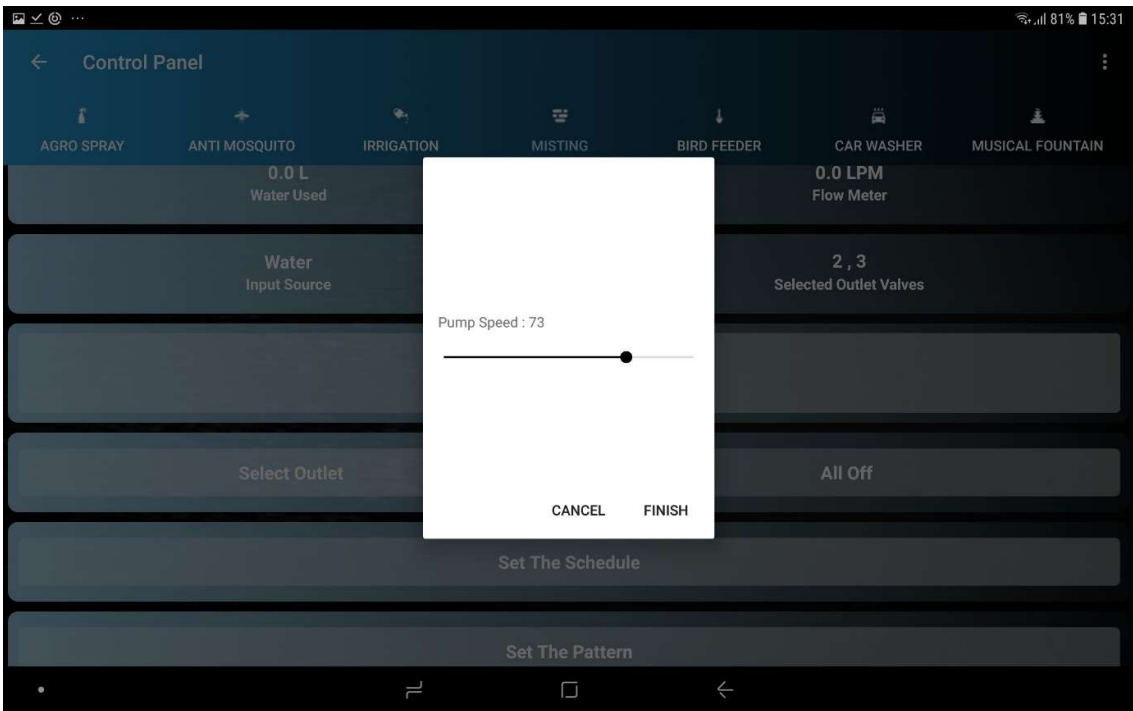 81% 15:31
Control Panel
AGRO SPRAY ANTI MOSQUITO IRRIGATION MISTING BIRD FEEDER CAR WASHER MUSICAL FOUNTAIN
0.0 L 0.0 LPM
Water Used Flow Meter
Water 2 , 3
Input Source Selected Outlet Valves
Pump Speed : 73
Select Outlet All Off
CANCEL FINISH
Set The Schedule
Set The Pattern